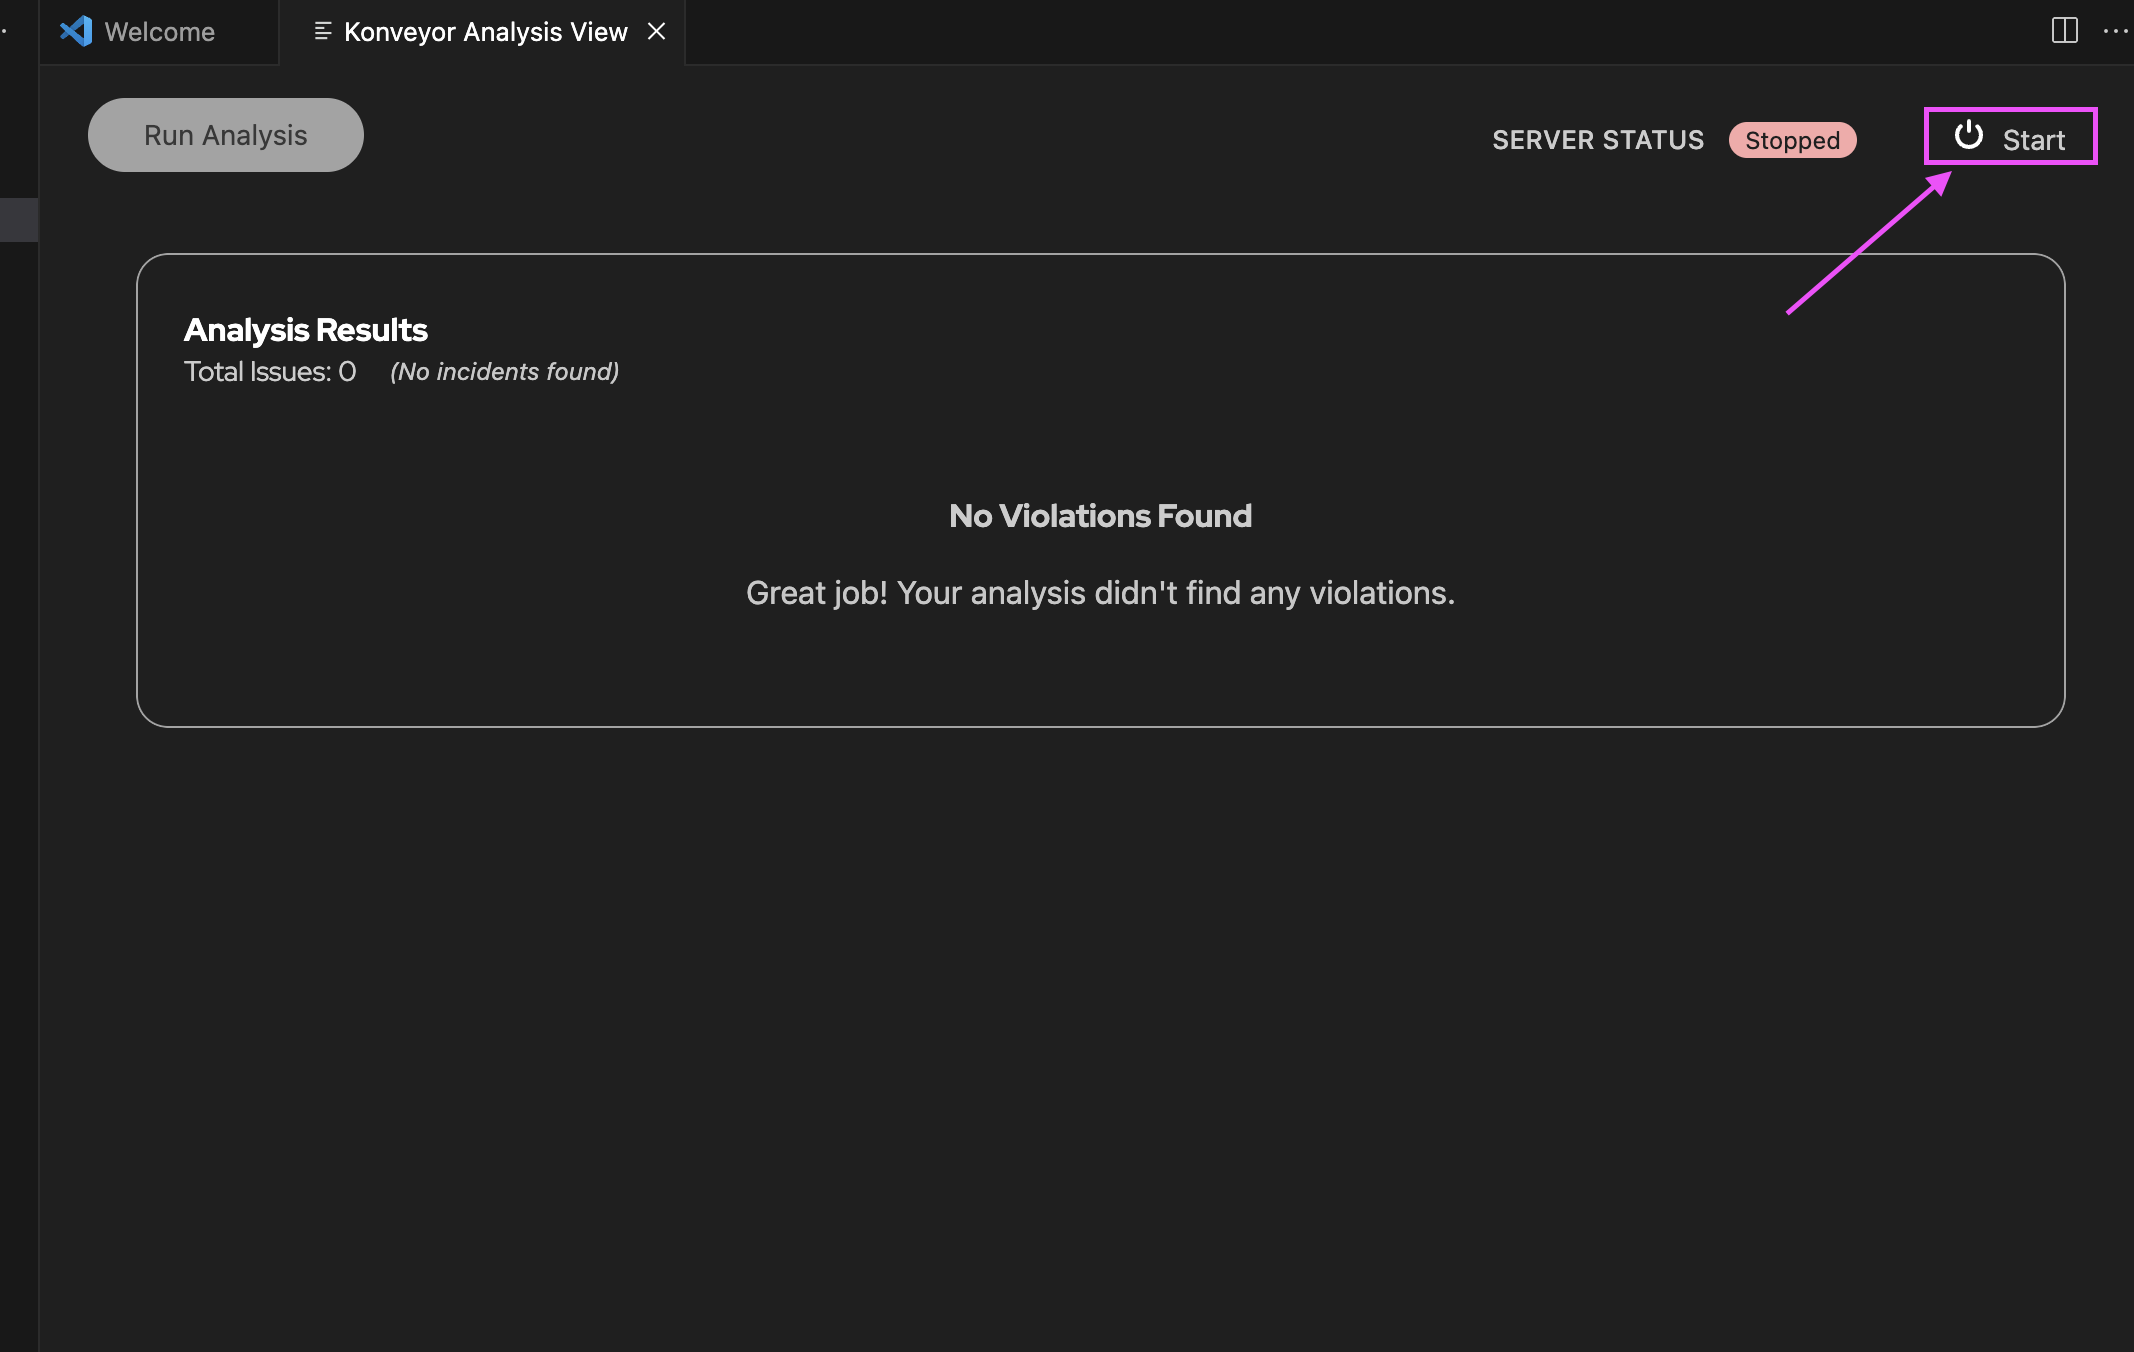 Welcome
Konveyor Analysis View
Run Analysis
SERVER STATUS Stopped Start
Analysis Results
Total Issues: 0 (No incidents found)
No Violations Found
Great job! Your analysis didn't find any violations.